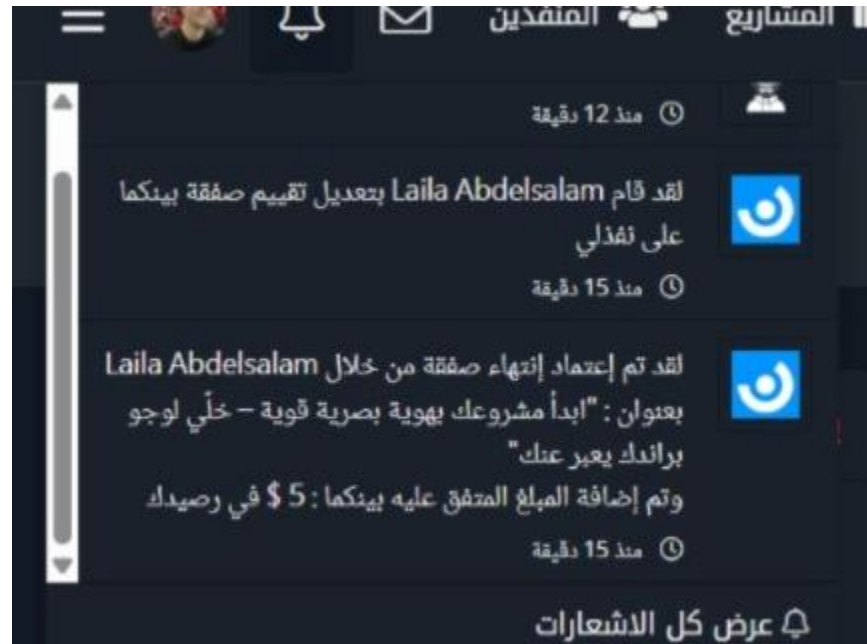 المشاريع المنفذين
منذ 12 دقيقة
لقد قام Laila Abdelsalam بتعديل تقييم صفقة بينكما
على نفذلي
منذ 15 دقيقة
لقد تم إعتماد إنتهاء صفقة من خلال Laila Abdelsalam
بعنوان : "ابدأ مشروعك بهوية بصرية قوية – خلّي لوجو
براندك يعبر عنك"
وتم إضافة المبلغ المتفق عليه بينكما : 5 $ في رصيدك
منذ 15 دقيقة
عرض كل الاشعارات